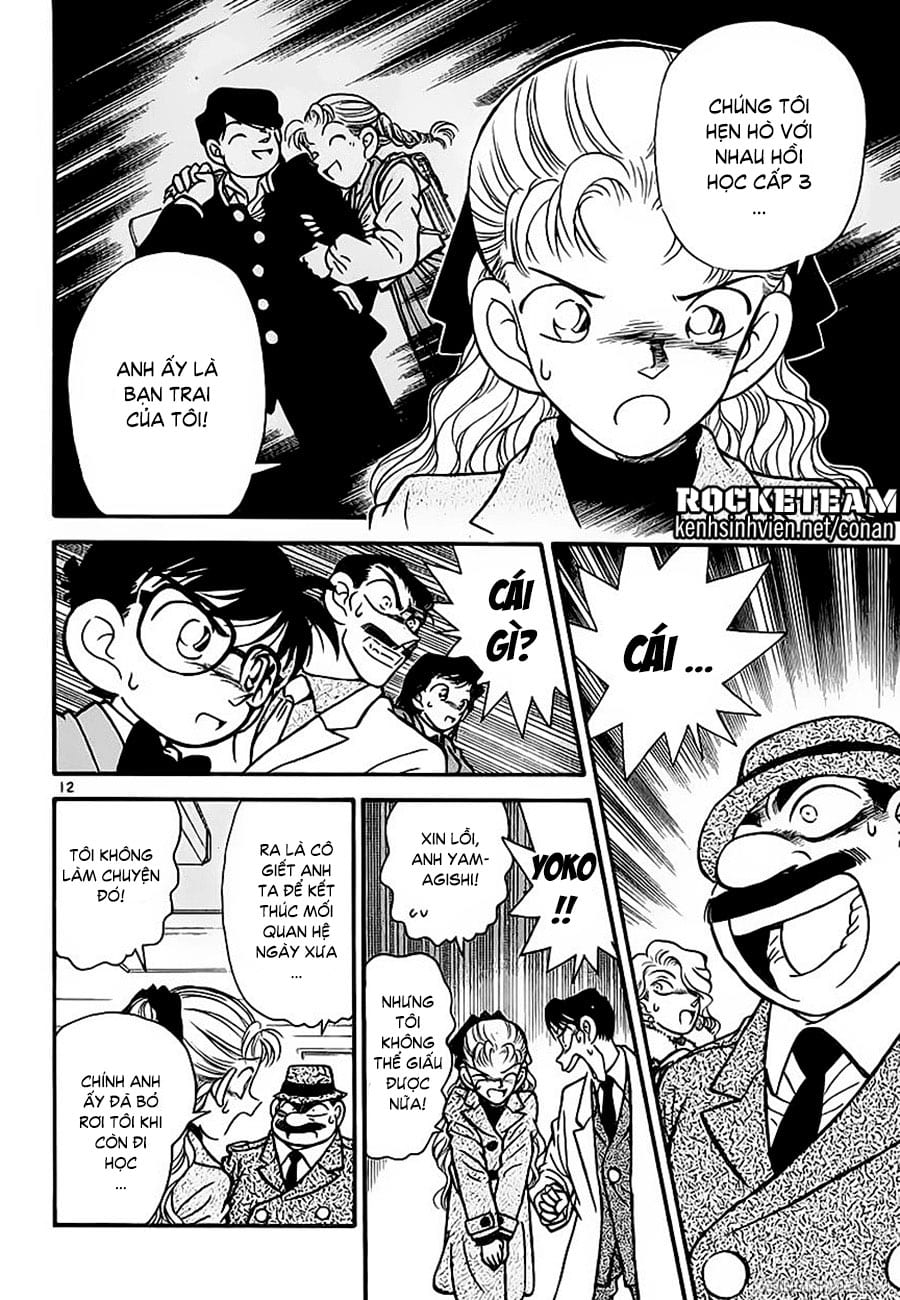 CHÚNG TÔI
HẸN HÒ VỚI
NHAU HỒI
HỌC CẤP 3
...
ANH ẤY LÀ
BẠN TRAI
CỦA TÔI!
ROCKETEAM
kenhsinhvien.net/conan
CÁI ...
CÁI
GÌ?
12
YOKO
!!
XIN LỖI,
ANH YAM-
AGISHI!
NHƯNG
TÔI
KHÔNG
THỂ GIẤU
ĐƯỢC
NỮA!
RA LÀ CÔ
GIẾT ANH
TA ĐỂ KẾT
THÚC MỐI
QUAN HỆ
NGÀY XƯA
...
TÔI KHÔNG
LÀM CHUYỆN
ĐÓ!
CHÍNH ANH
ẤY ĐÃ BỎ
RƠI TÔI KHI
CÒN ĐI
HỌC
...